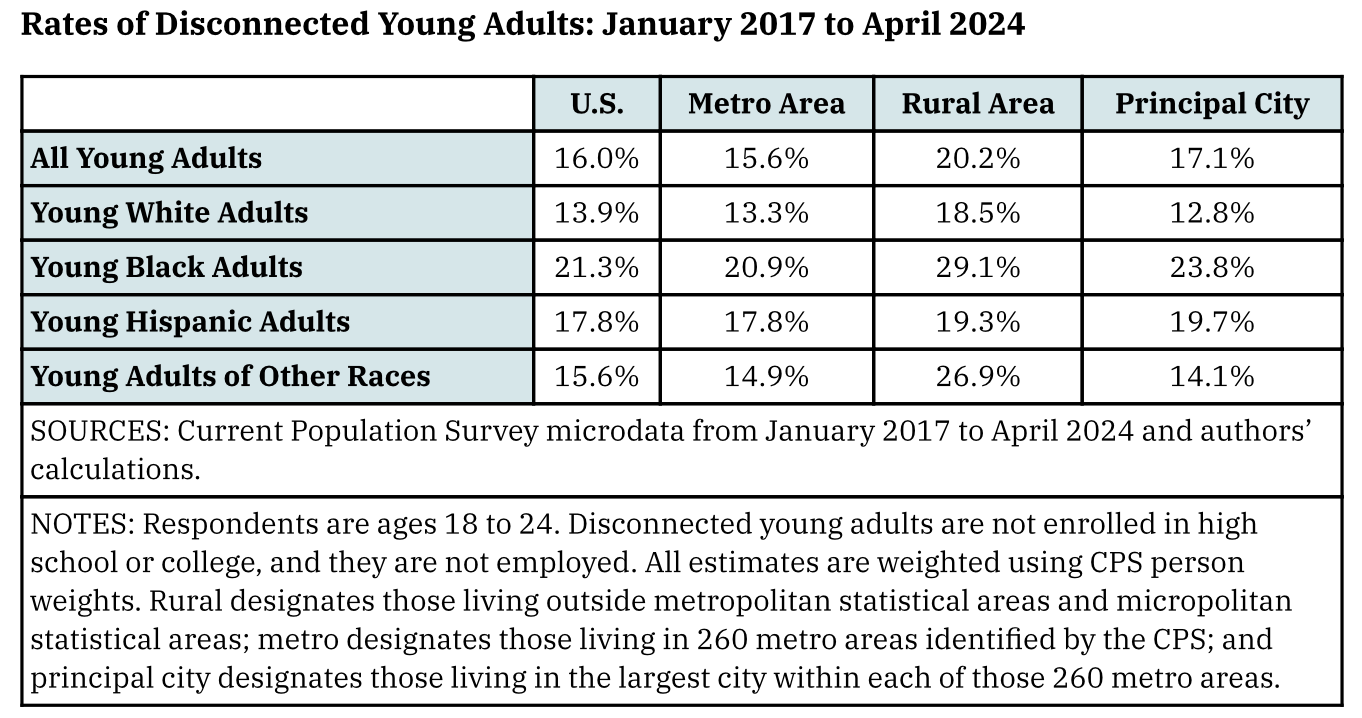 Rates of Disconnected Young Adults: January 2017 to April 2024
U.S. Metro Area Rural Area Principal City
All Young Adults 16.0% 15.6% 20.2% 17.1%
Young White Adults 13.9% 13.3% 18.5% 12.8%
Young Black Adults 21.3% 20.9% 29.1% 23.8%
Young Hispanic Adults 17.8% 17.8% 19.3% 19.7%
Young Adults of Other Races 15.6% 14.9% 26.9% 14.1%
SOURCES: Current Population Survey microdata from January 2017 to April 2024 and authors’
calculations.
NOTES: Respondents are ages 18 to 24. Disconnected young adults are not enrolled in high
school or college, and they are not employed. All estimates are weighted using CPS person
weights. Rural designates those living outside metropolitan statistical areas and micropolitan
statistical areas; metro designates those living in 260 metro areas identified by the CPS; and
principal city designates those living in the largest city within each of those 260 metro areas.